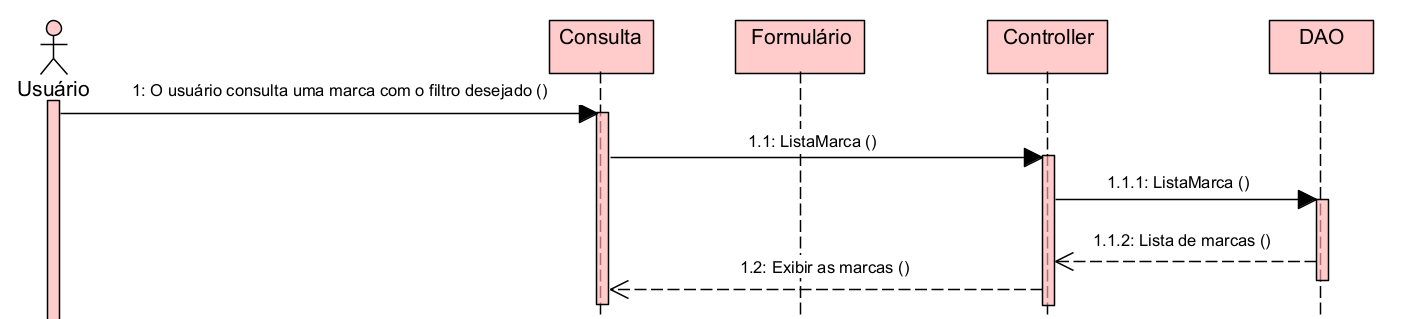 Consulta
Formulário
Controller
DAO
Usuário
1: O usuário consulta uma marca com o filtro desejado ()
1.1: ListaMarca ()
1.1.1: ListaMarca ()
1.1.2: Lista de marcas ()
1.2: Exibir as marcas ()